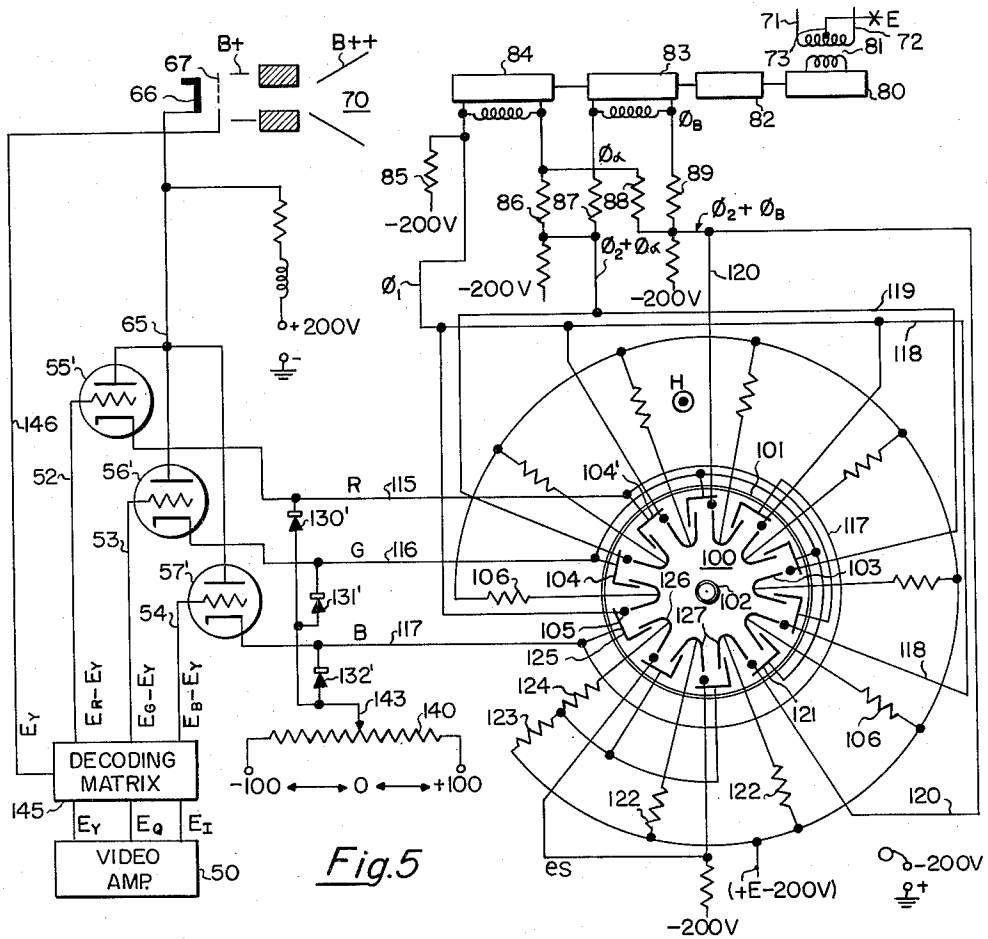 71 E
73 72
81
84 83
80
82
B+ B++
67
66 70
ØB
85 Øα
86 87 88 89
-200V
Ø2 + ØB
Ø2 + Øα
120
Ø1 -200V -200V
119
118
65 +200V
-
55'
H
146
52
56'
R 115
104' 101
130'
117
53
G 116
100
57'
104 106 126 103
131' 102
54 127
B 117
105
125
132'
118
EY ER-EY EG-EY EB-EY
143 140
124
123 121 106
DECODING
MATRIX
-100 0 +100
145
122 122 120
EY EQ EI
VIDEO
AMP.
50
Fig.5
es (+E-200V)
-200V
+
-200V